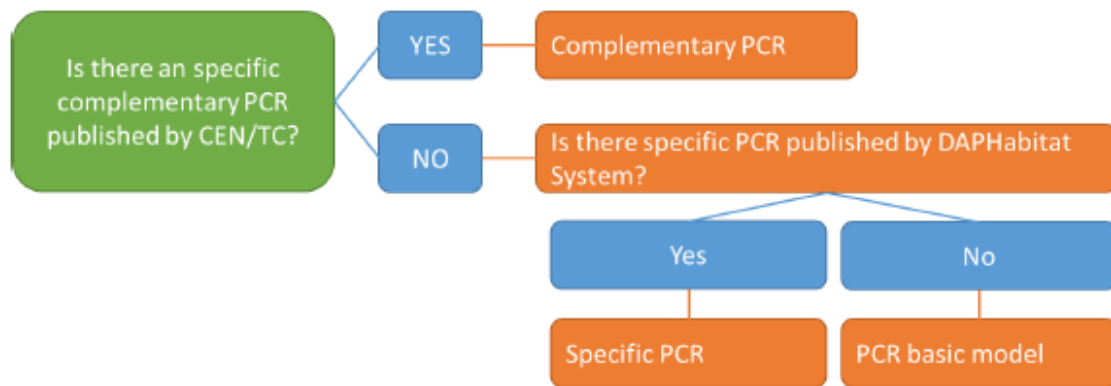 Is there an specific
complementary PCR
published by CEN/TC?
YES
Complementary PCR
NO
Is there specific PCR published by DAPHabitat
System?
Yes
No
Specific PCR
PCR basic model